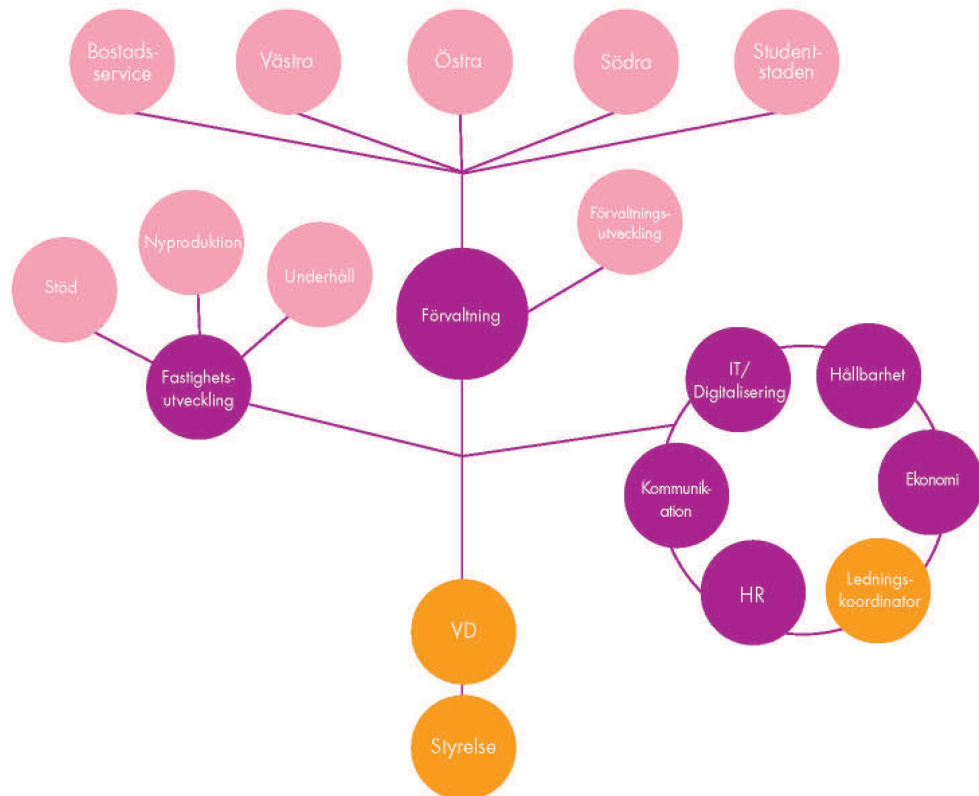 Bostads-
service
Västra
Östra
Södra
Student-
staden
Förvaltnings-
utveckling
Nyproduktion
Underhåll
Stöd
Förvaltning
Fastighets-
utveckling
IT/
Digitalisering
Hållbarhet
Kommunik-
ation
Ekonomi
HR
Lednings-
koordinator
VD
Styrelse